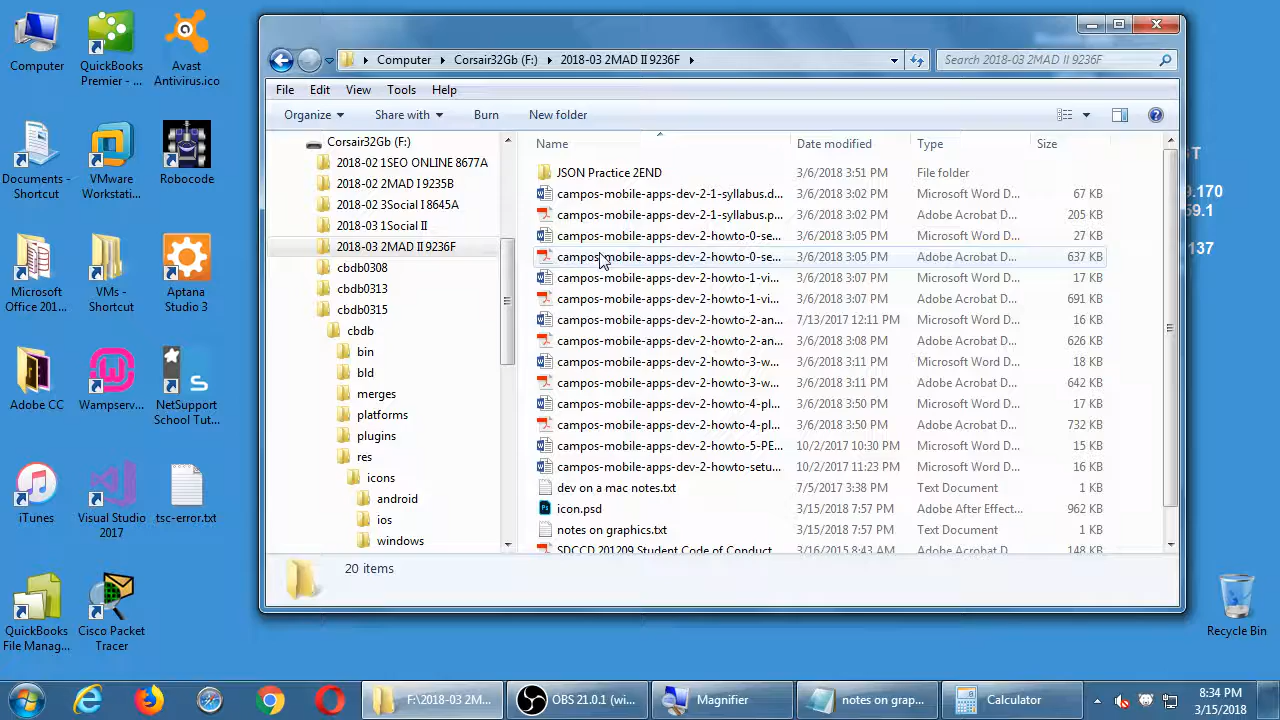 Computer
QuickBooks
Premier - ...
Avast
Antivirus.ico
Documents -
Shortcut
VMware
Workstati...
Robocode
Microsoft
Office 201...
VMs -
Shortcut
Aptana
Studio 3
Adobe CC
Wampserv...
NetSupport
School Tut...
iTunes
Visual Studio
2017
tsc-error.txt
QuickBooks
File Manag...
Cisco Packet
Tracer
Computer
Corsair32Gb (F:)
2018-03 2MAD II 9236F
Search 2018-03 2MAD II 9236F
File Edit View Tools Help
Organize
Share with
Burn
New folder
Corsair32Gb (F:)
2018-02 1SEO ONLINE 8677A
2018-02 2MAD I 9235B
2018-02 3Social I 8645A
2018-03 1Social II
2018-03 2MAD II 9236F
cbdb0308
cbdb0313
cbdb0315
cbdb
bin
bld
merges
platforms
plugins
res
icons
android
ios
windows
Name Date modified Type Size
JSON Practice 2END 3/6/2018 3:51 PM File folder
campos-mobile-apps-dev-2-1-syllabus.d... 3/6/2018 3:02 PM Microsoft Word D... 67 KB
campos-mobile-apps-dev-2-1-syllabus.p... 3/6/2018 3:02 PM Adobe Acrobat D... 205 KB
campos-mobile-apps-dev-2-howto-0-se... 3/6/2018 3:05 PM Microsoft Word D... 27 KB
campos-mobile-apps-dev-2-howto-0-se... 3/6/2018 3:05 PM Adobe Acrobat D... 637 KB
campos-mobile-apps-dev-2-howto-1-vi... 3/6/2018 3:07 PM Microsoft Word D... 17 KB
campos-mobile-apps-dev-2-howto-1-vi... 3/6/2018 3:07 PM Adobe Acrobat D... 691 KB
campos-mobile-apps-dev-2-howto-2-an... 7/13/2017 12:11 PM Microsoft Word D... 16 KB
campos-mobile-apps-dev-2-howto-2-an... 3/6/2018 3:08 PM Adobe Acrobat D... 626 KB
campos-mobile-apps-dev-2-howto-3-w... 3/6/2018 3:11 PM Microsoft Word D... 18 KB
campos-mobile-apps-dev-2-howto-3-w... 3/6/2018 3:11 PM Adobe Acrobat D... 642 KB
campos-mobile-apps-dev-2-howto-4-pl... 3/6/2018 3:50 PM Microsoft Word D... 17 KB
campos-mobile-apps-dev-2-howto-4-pl... 3/6/2018 3:50 PM Adobe Acrobat D... 732 KB
campos-mobile-apps-dev-2-howto-5-PE... 10/2/2017 10:30 PM Microsoft Word D... 15 KB
campos-mobile-apps-dev-2-howto-setu... 10/2/2017 11:23 PM Microsoft Word D... 16 KB
dev on a mac notes.txt 7/5/2017 3:38 PM Text Document 1 KB
icon.psd 3/15/2018 7:57 PM Adobe After Effect... 962 KB
notes on graphics.txt 3/15/2018 7:57 PM Text Document 1 KB
SDCCD 201209 Student Code of Conduct 3/16/2015 8:43 AM Adobe Acrobat D... 148 KB
20 items
T
9.170
59.1
137
Recycle Bin
F:\2018-03 2M...
OBS 21.0.1 (wi...
Magnifier
notes on grap...
Calculator
8:34 PM
3/15/2018